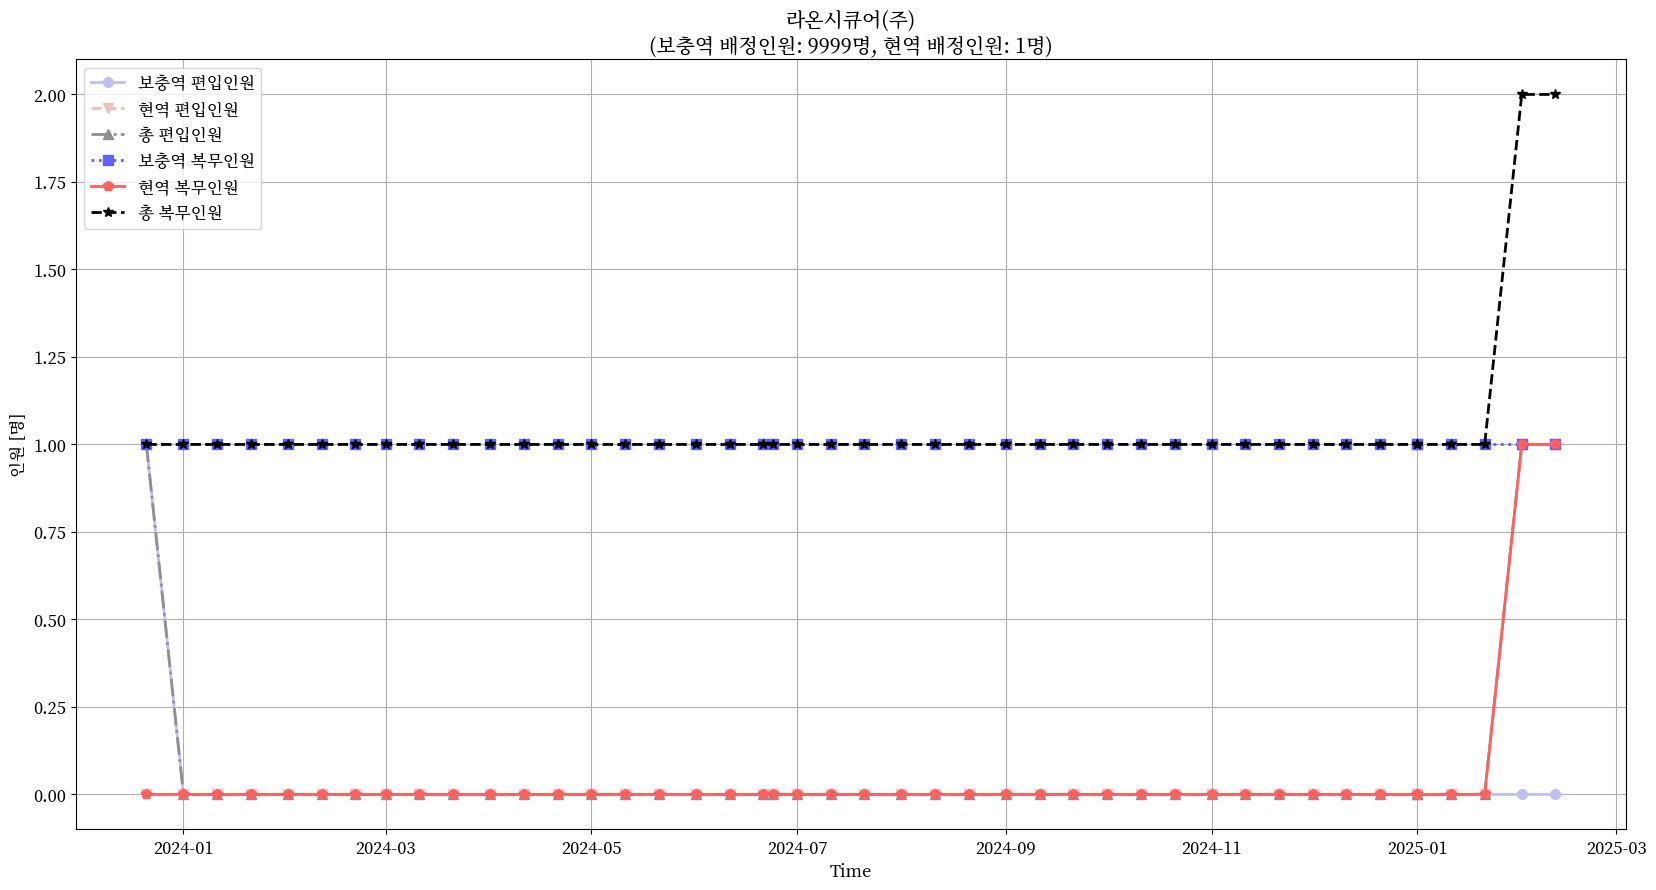 라온시큐어(주)
(보충역 배정인원: 9999명, 현역 배정인원: 1명)
보충역 편입인원
현역 편입인원
총 편입인원
보충역 복무인원
현역 복무인원
총 복무인원
2.00
1.75
1.50
1.25
1.00
0.75
0.50
0.25
0.00
인원 [명]
2024-01
2024-03
2024-05
2024-07
2024-09
2024-11
2025-01
2025-03
Time